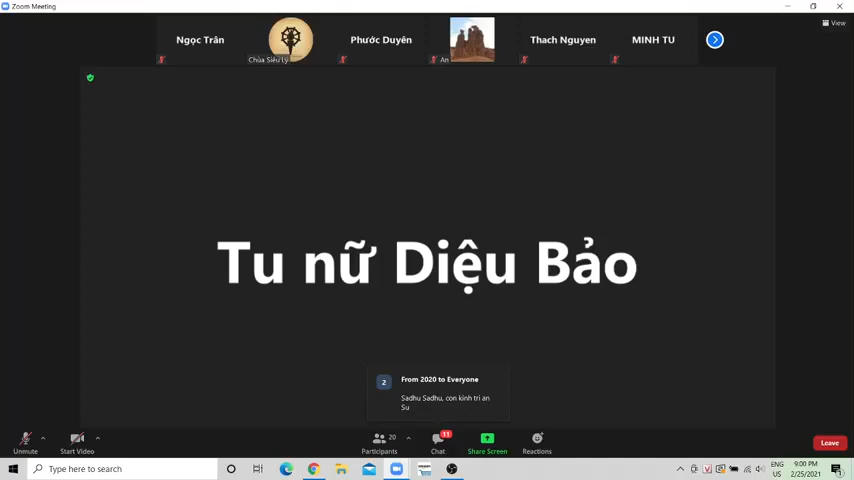 Zoom Meeting
View
Ngọc Trân
Chùa Siêu Lý
Phước Duyên
An
Thach Nguyen
MINH TU
Tu nữ Diệu Bảo
2
From 2020 to Everyone
Sadhu Sadhu, con kinh tri an
Su
Unmute
Start Video
20
Participants
11
Chat
Share Screen
Reactions
Leave
Type here to search
ENG
US
9:00 PM
2/25/2021